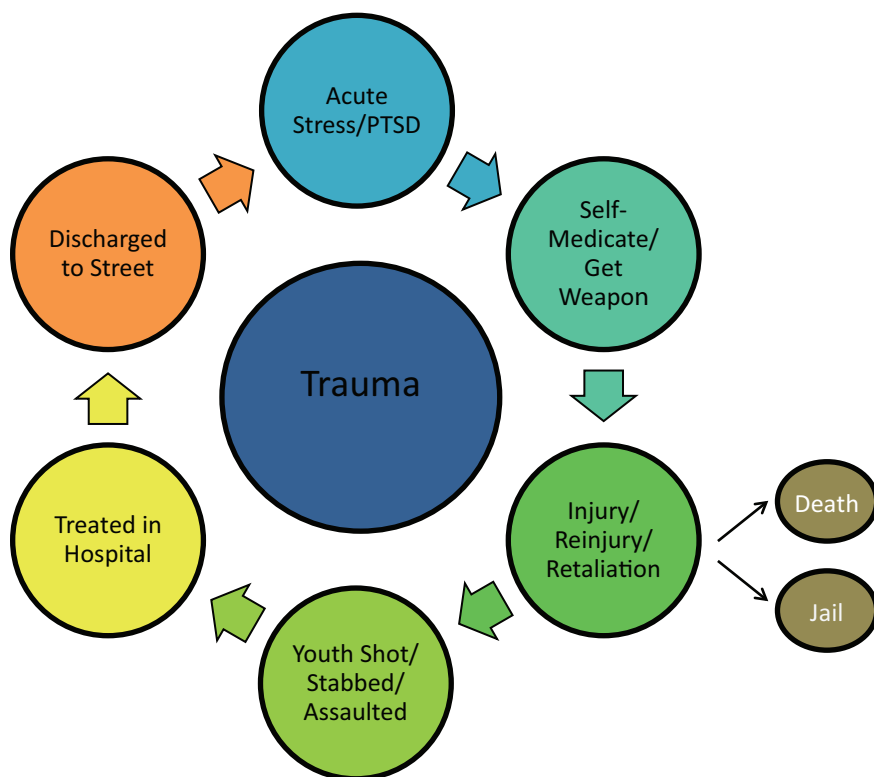 Acute
Stress/PTSD
Self-
Medicate/
Get
Weapon
Injury/
Reinjury/
Retaliation
Death
Jail
Youth Shot/
Stabbed/
Assaulted
Treated in
Hospital
Discharged
to Street
Trauma